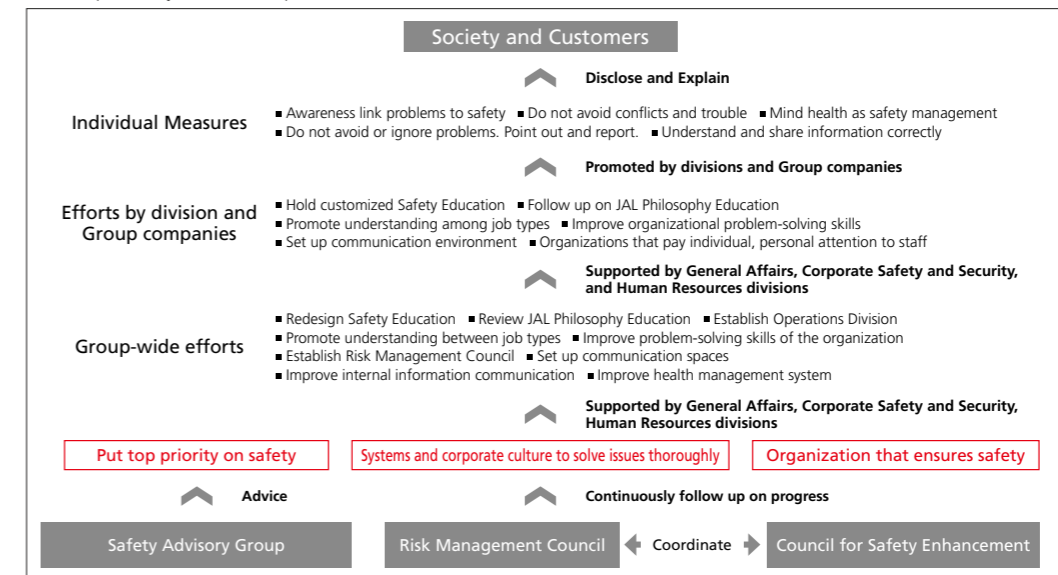 Society and Customers
Disclose and Explain
Individual Measures
■ Awareness link problems to safety ■ Do not avoid conflicts and trouble ■ Mind health as safety management
■ Do not avoid or ignore problems. Point out and report. ■ Understand and share information correctly
Promoted by divisions and Group companies
Efforts by division and
Group companies
■ Hold customized Safety Education ■ Follow up on JAL Philosophy Education
■ Promote understanding among job types ■ Improve organizational problem-solving skills
■ Set up communication environment ■ Organizations that pay individual, personal attention to staff
Supported by General Affairs, Corporate Safety and Security,
and Human Resources divisions
Group-wide efforts
■ Redesign Safety Education ■ Review JAL Philosophy Education ■ Establish Operations Division
■ Promote understanding between job types ■ Improve problem-solving skills of the organization
■ Establish Risk Management Council ■ Set up communication spaces
■ Improve internal information communication ■ Improve health management system
Supported by General Affairs, Corporate Safety and Security,
Human Resources divisions
Put top priority on safety
Systems and corporate culture to solve issues thoroughly
Organization that ensures safety
Advice
Continuously follow up on progress
Safety Advisory Group
Risk Management Council
Coordinate
Council for Safety Enhancement